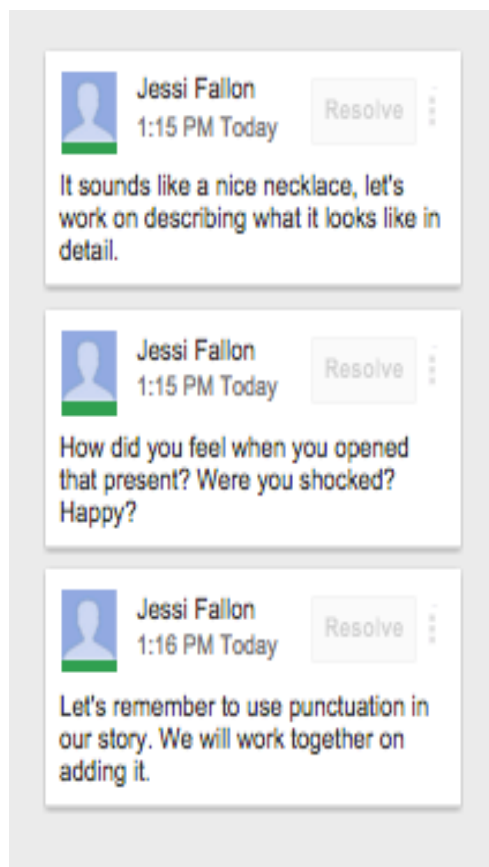 Jessi Fallon
Resolve
1:15 PM Today
It sounds like a nice necklace, let's
work on describing what it looks like in
detail.
Jessi Fallon
Resolve
1:15 PM Today
How did you feel when you opened
that present? Were you shocked?
Happy?
Jessi Fallon
Resolve
1:16 PM Today
Let's remember to use punctuation in
our story. We will work together on
adding it.